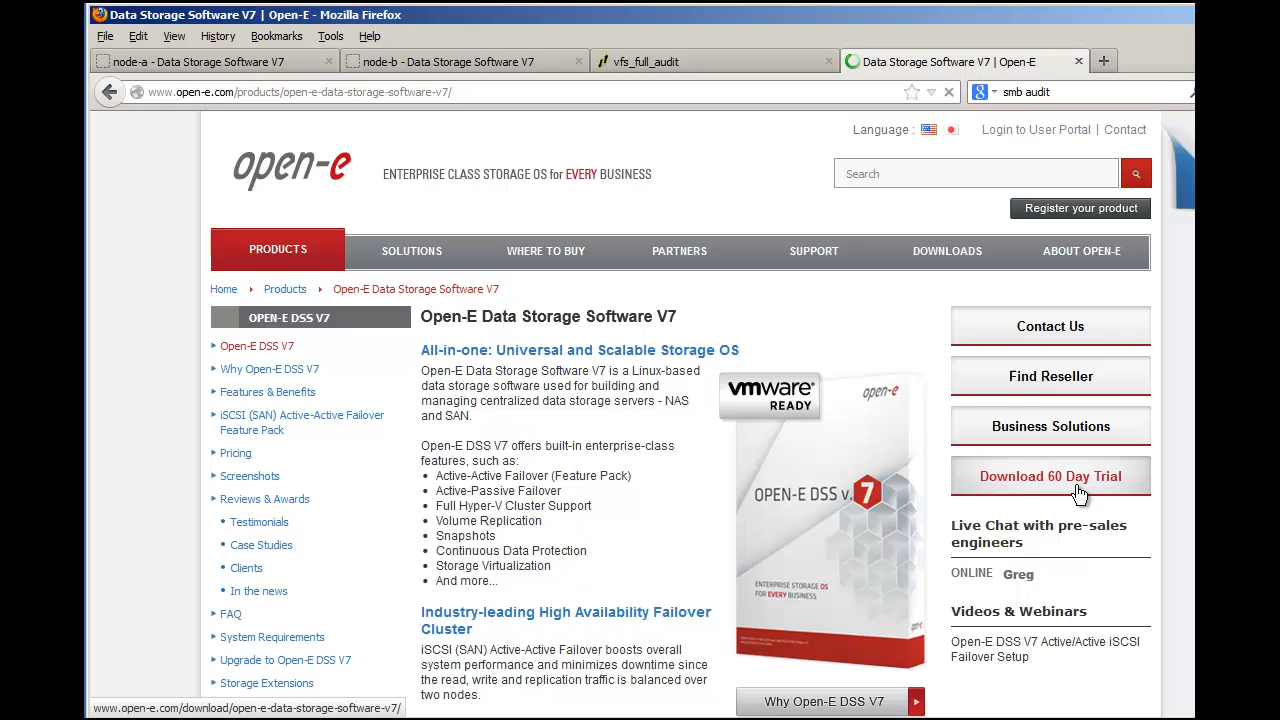 Data Storage Software V7 | Open-E - Mozilla Firefox
File Edit View History Bookmarks Tools Help
node-a - Data Storage Software V7
node-b - Data Storage Software V7
vfs_full_audit
Data Storage Software V7 | Open-E
www.open-e.com/products/open-e-data-storage-software-v7/
smb audit
Language :
Login to User Portal | Contact
open-e
ENTERPRISE CLASS STORAGE OS for EVERY BUSINESS
Search
Register your product
PRODUCTS SOLUTIONS WHERE TO BUY PARTNERS SUPPORT DOWNLOADS ABOUT OPEN-E
Home Products Open-E Data Storage Software V7
OPEN-E DSS V7
Open-E DSS V7
Why Open-E DSS V7
Features & Benefits
iSCSI (SAN) Active-Active Failover
Feature Pack
Pricing
Screenshots
Reviews & Awards
Testimonials
Case Studies
Clients
In the news
FAQ
System Requirements
Upgrade to Open-E DSS V7
Storage Extensions
Open-E Data Storage Software V7
All-in-one: Universal and Scalable Storage OS
Open-E Data Storage Software V7 is a Linux-based
data storage software used for building and
managing centralized data storage servers - NAS
and SAN.
Open-E DSS V7 offers built-in enterprise-class
features, such as:
Active-Active Failover (Feature Pack)
Active-Passive Failover
Full Hyper-V Cluster Support
Volume Replication
Snapshots
Continuous Data Protection
Storage Virtualization
And more...
Industry-leading High Availability Failover
Cluster
iSCSI (SAN) Active-Active Failover boosts overall
system performance and minimizes downtime since
the read, write and replication traffic is balanced over
two nodes.
vmware®
READY
open-e
OPEN-E DSS v. 7
ENTERPRISE STORAGE OS
FOR EVERY BUSINESS
Why Open-E DSS V7
Contact Us
Find Reseller
Business Solutions
Download 60 Day Trial
Live Chat with pre-sales
engineers
ONLINE Greg
Videos & Webinars
Open-E DSS V7 Active/Active iSCSI
Failover Setup
www.open-e.com/download/open-e-data-storage-software-v7/